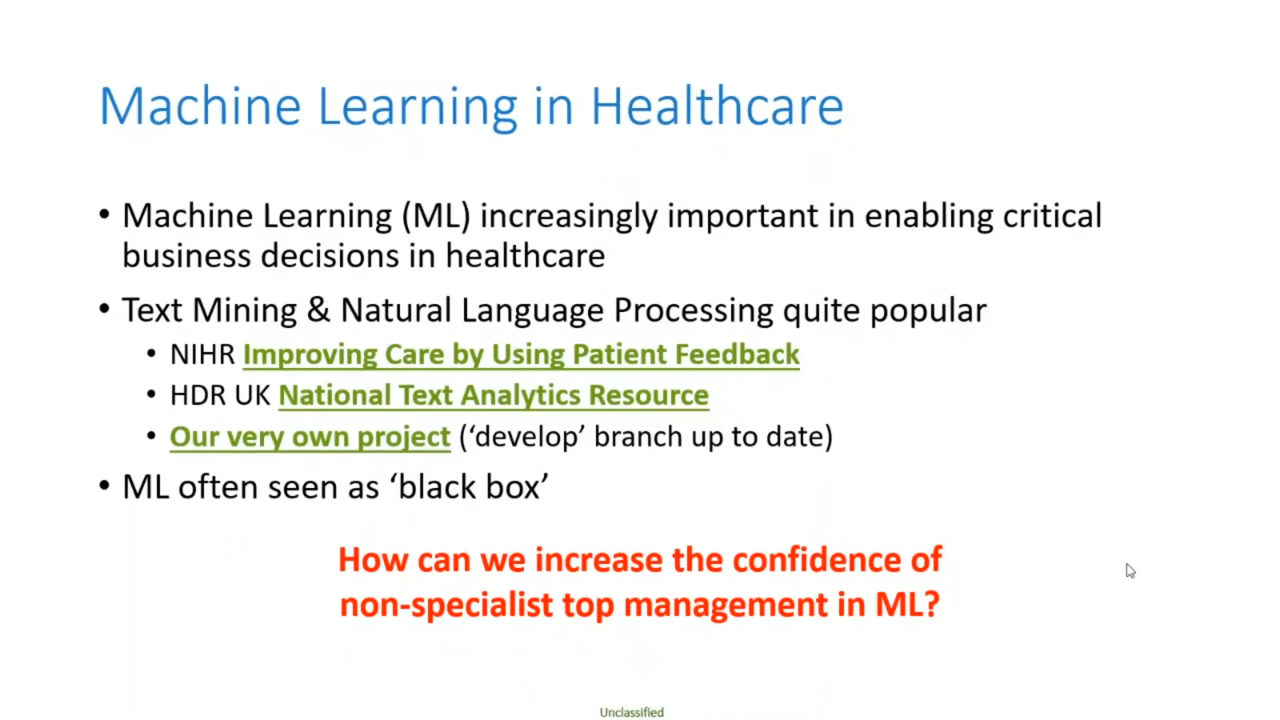 Machine Learning in Healthcare
• Machine Learning (ML) increasingly important in enabling critical
business decisions in healthcare
• Text Mining & Natural Language Processing quite popular
• NIHR Improving Care by Using Patient Feedback
• HDR UK National Text Analytics Resource
• Our very own project (‘develop’ branch up to date)
• ML often seen as ‘black box’
How can we increase the confidence of
non-specialist top management in ML?
Unclassified